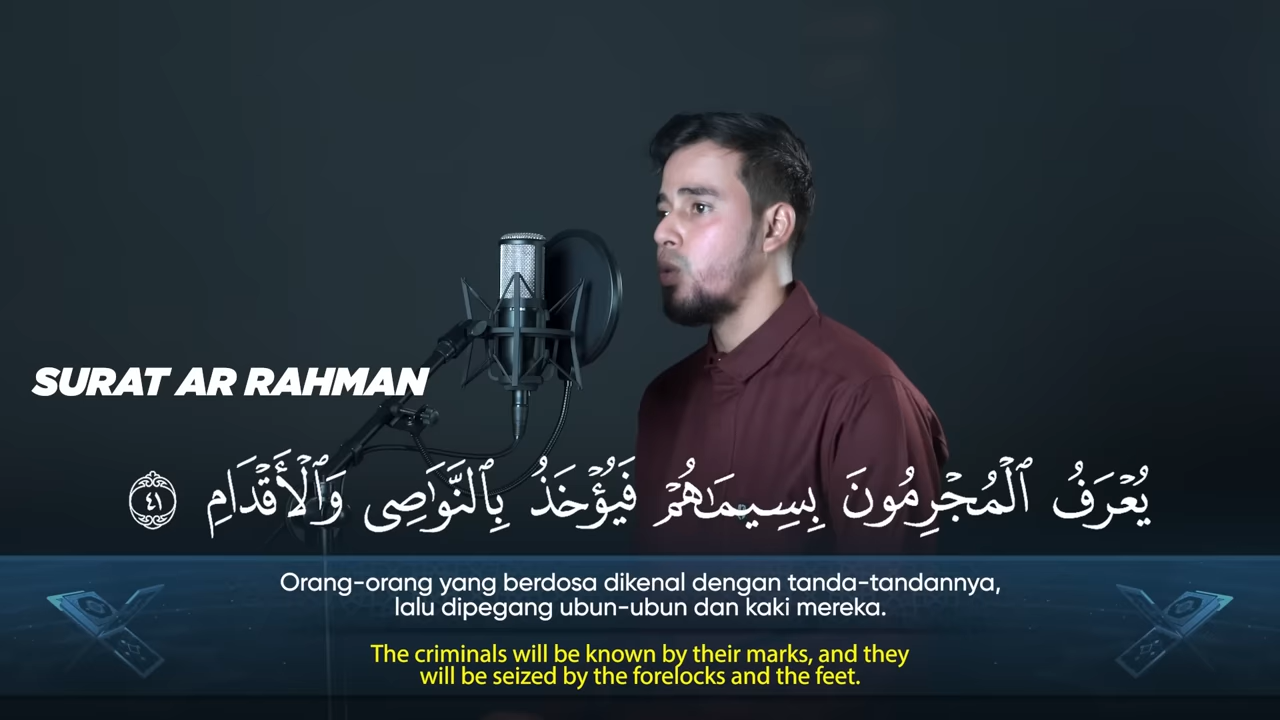 SURAT AR RAHMAN
يُعۡرَفُ ٱلۡمُجۡرِمُونَ بِسِيمَٰهُمۡ فَيُؤۡخَذُ بِٱلنَّوَٰصِى وَٱلۡأَقۡدَامِ ٤١
Orang-orang yang berdosa dikenal dengan tanda-tandannya,
lalu dipegang ubun-ubun dan kaki mereka.
The criminals will be known by their marks, and they
will be seized by the forelocks and the feet.